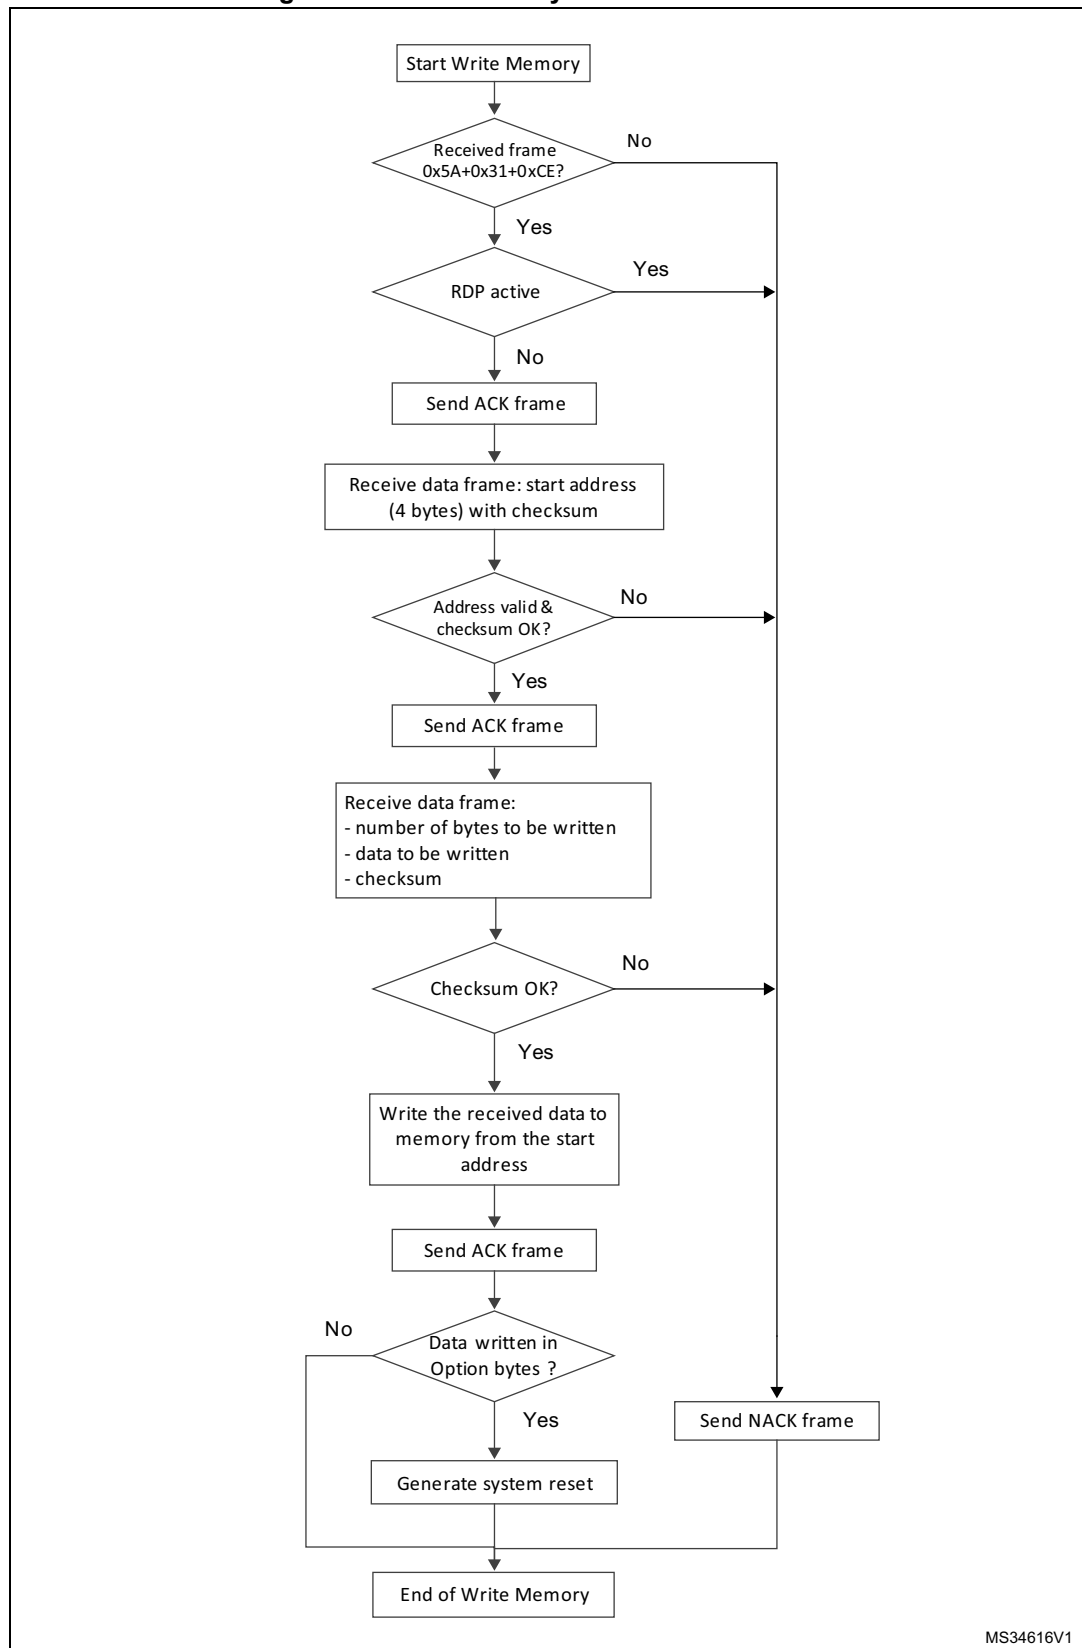 Start Write Memory
Received frame
0x5A+0x31+0xCE?
No
Yes
RDP active
Yes
No
Send ACK frame
Receive data frame: start address
(4 bytes) with checksum
Address valid &
checksum OK?
No
Yes
Send ACK frame
Receive data frame:
- number of bytes to be written
- data to be written
- checksum
Checksum OK?
No
Yes
Write the received data to
memory from the start
address
Send ACK frame
No
Data written in
Option bytes ?
Yes
Send NACK frame
Generate system reset
End of Write Memory
MS34616V1